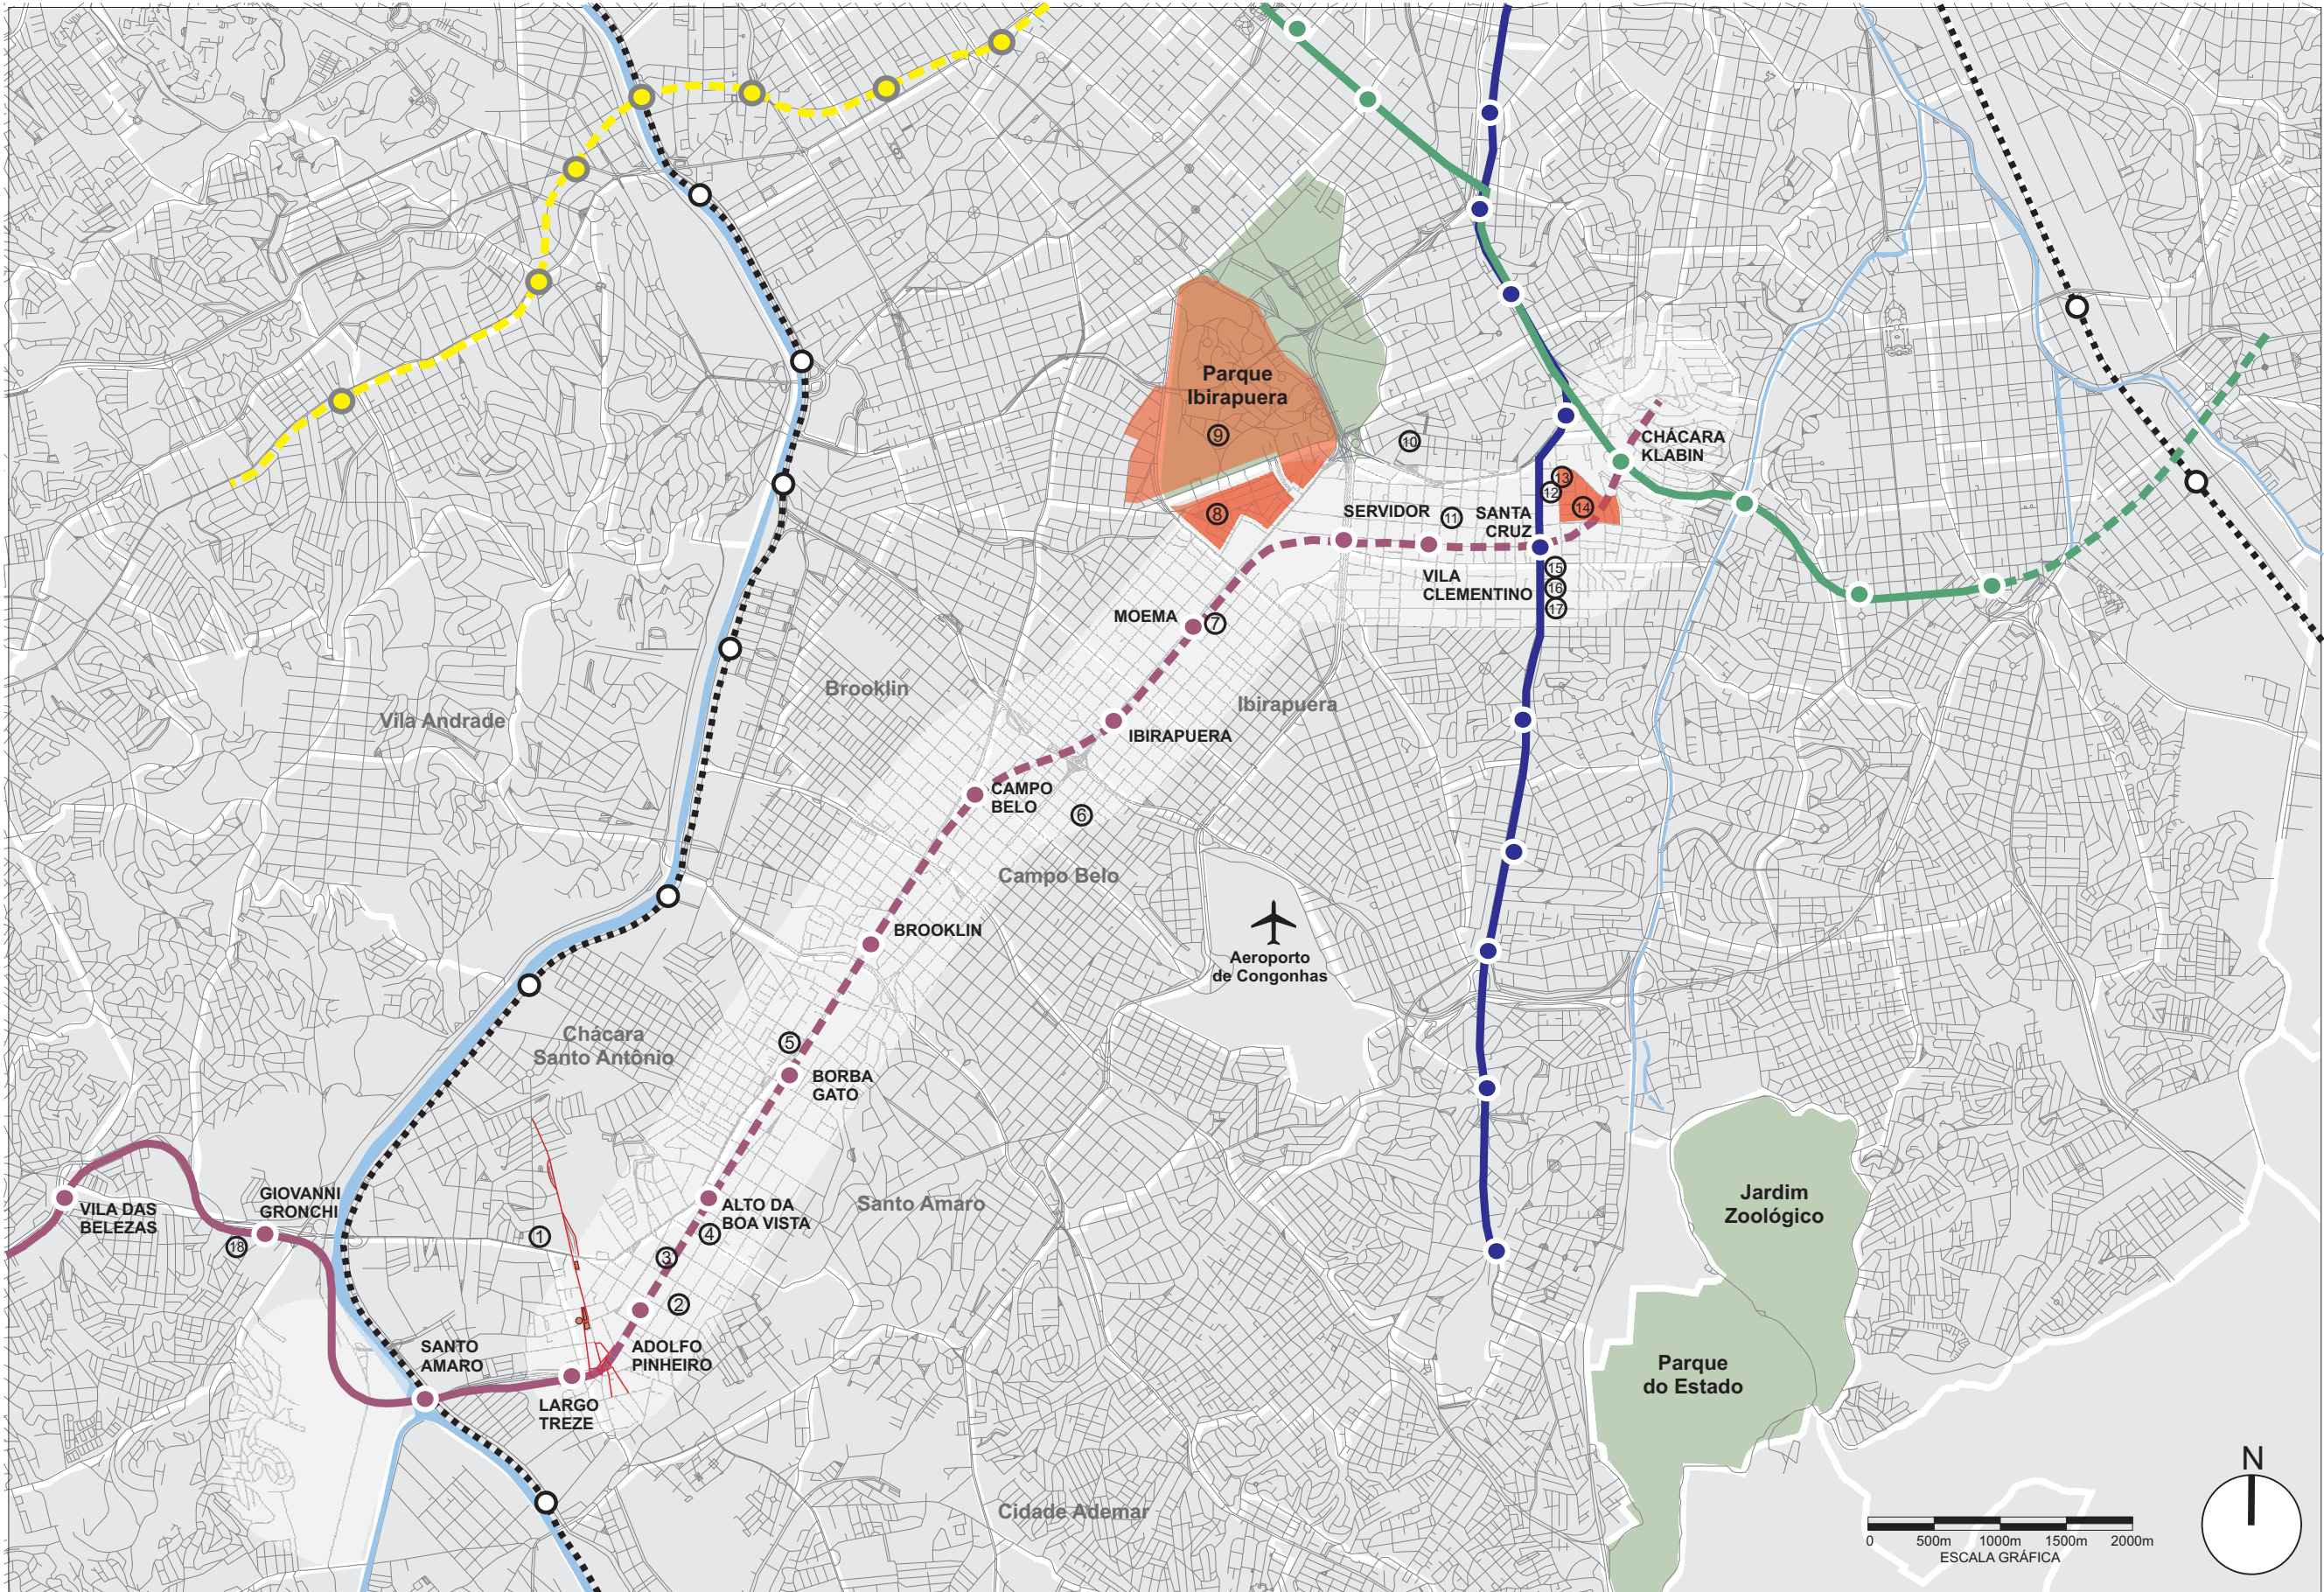 Parque
Ibirapuera
9
10
CHÁCARA
KLABIN
13
12
14
8
SERVIDOR
11
SANTA
CRUZ
15
VILA
CLEMENTINO
16
17
MOEMA
7
Brooklin
Ibirapuera
Vila Andrade
IBIRAPUERA
CAMPO
BELO
6
Campo Belo
BROOKLIN
Aeroporto
de Congonhas
Chácara
Santo Antônio
5
BORBA
GATO
VILA DAS
BELEZAS
GIOVANNI
GRONCHI
18
1
ALTO DA
BOA VISTA
Santo Amaro
4
3
2
Jardim
Zoológico
SANTO
AMARO
ADOLFO
PINHEIRO
LARGO
TREZE
Parque
do Estado
Cidade Ademar
N
0 500m 1000m 1500m 2000m
ESCALA GRÁFICA